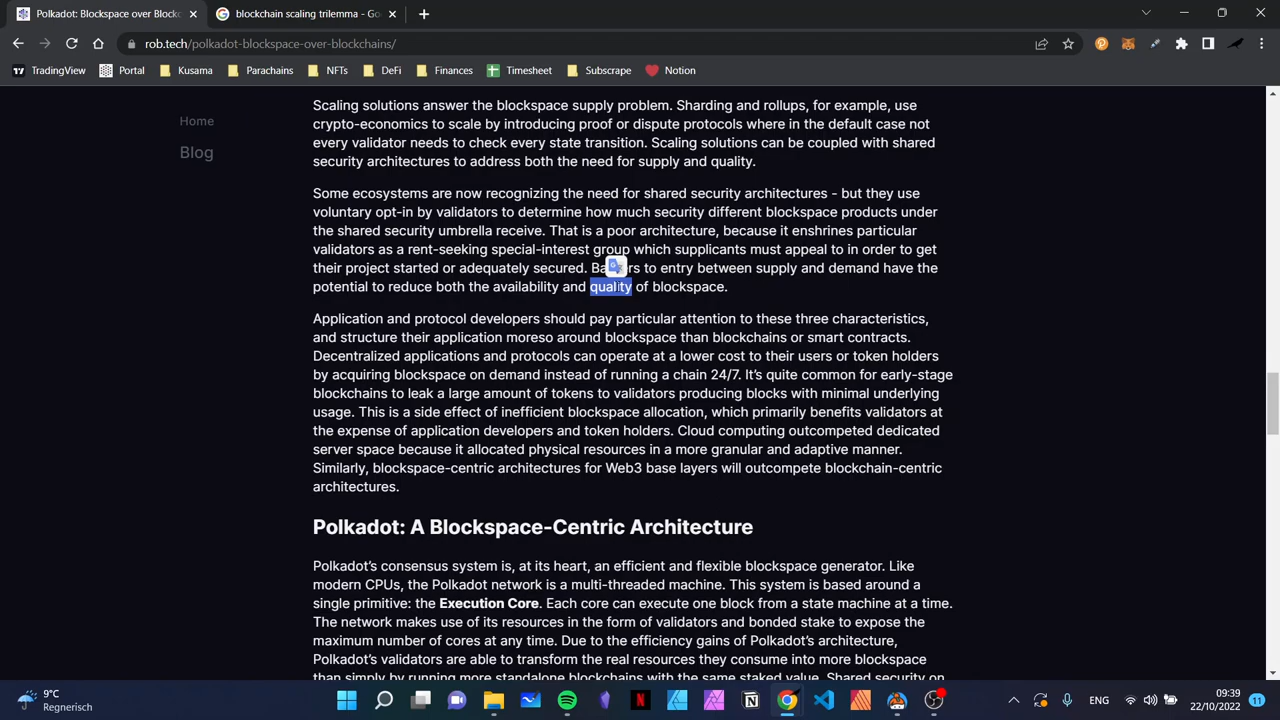 Polkadot: Blockspace over Blockc
blockchain scaling trilemma - Go
rob.tech/polkadot-blockspace-over-blockchains/
TradingView
Portal
Kusama
Parachains
NFTs
DeFi
Finances
Timesheet
Subscrape
Notion
Home
Blog
Scaling solutions answer the blockspace supply problem. Sharding and rollups, for example, use
crypto-economics to scale by introducing proof or dispute protocols where in the default case not
every validator needs to check every state transition. Scaling solutions can be coupled with shared
security architectures to address both the need for supply and quality.
Some ecosystems are now recognizing the need for shared security architectures - but they use
voluntary opt-in by validators to determine how much security different blockspace products under
the shared security umbrella receive. That is a poor architecture, because it enshrines particular
validators as a rent-seeking special-interest group which supplicants must appeal to in order to get
their project started or adequately secured. Ba rs to entry between supply and demand have the
potential to reduce both the availability and quality of blockspace.
Application and protocol developers should pay particular attention to these three characteristics,
and structure their application moreso around blockspace than blockchains or smart contracts.
Decentralized applications and protocols can operate at a lower cost to their users or token holders
by acquiring blockspace on demand instead of running a chain 24/7. It's quite common for early-stage
blockchains to leak a large amount of tokens to validators producing blocks with minimal underlying
usage. This is a side effect of inefficient blockspace allocation, which primarily benefits validators at
the expense of application developers and token holders. Cloud computing outcompeted dedicated
server space because it allocated physical resources in a more granular and adaptive manner.
Similarly, blockspace-centric architectures for Web3 base layers will outcompete blockchain-centric
architectures.
Polkadot: A Blockspace-Centric Architecture
Polkadot's consensus system is, at its heart, an efficient and flexible blockspace generator. Like
modern CPUs, the Polkadot network is a multi-threaded machine. This system is based around a
single primitive: the Execution Core. Each core can execute one block from a state machine at a time.
The network makes use of its resources in the form of validators and bonded stake to expose the
maximum number of cores at any time. Due to the efficiency gains of Polkadot's architecture,
Polkadot's validators are able to transform the real resources they consume into more blockspace
than simply by running more standalone blockchains with the same staked value. Shared security on
9°C
Regnerisch
ENG
09:39
22/10/2022
11